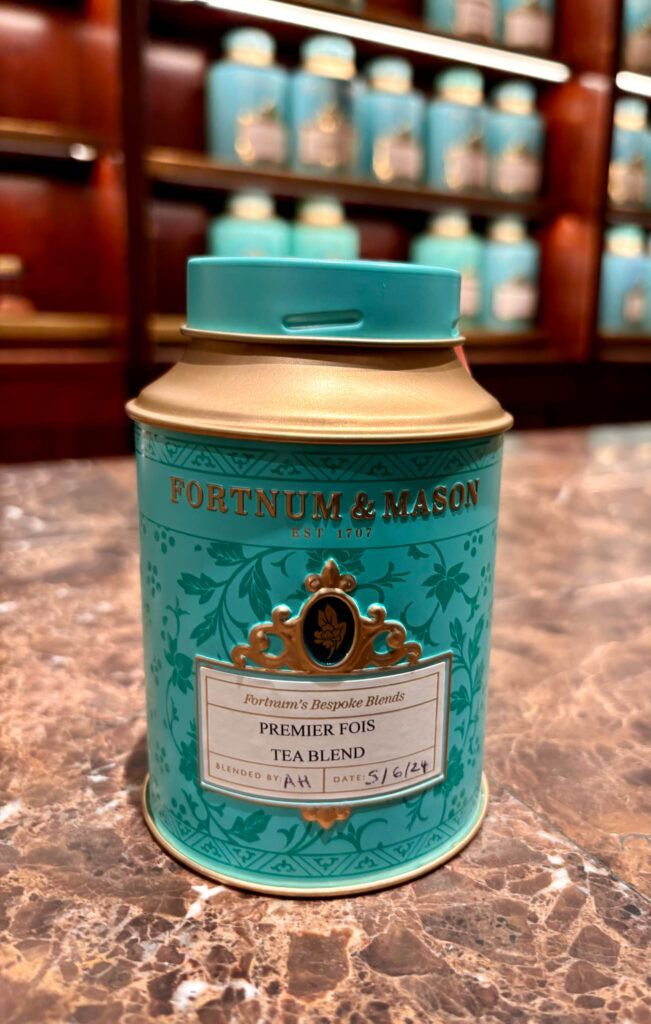 FORTNUM & MASON
EST 1707
Fortnum's Bespoke Blends
PREMIER FOIS
TEA BLEND
BLENDED BY: AH DATE: 5/6/24